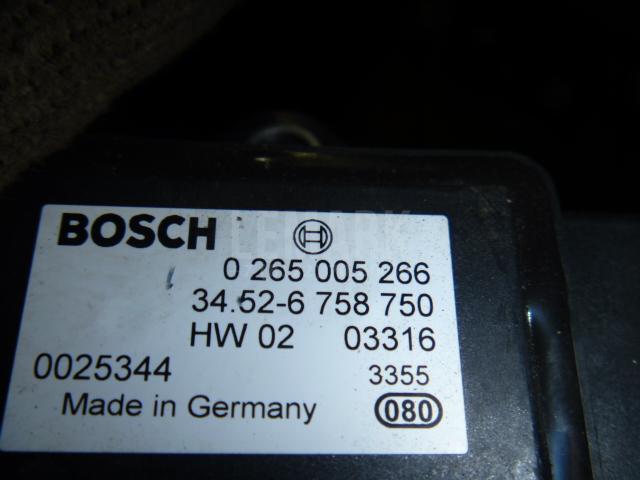 BOSCH
0 265 005 266
34.52-6 758 750
HW 02 03316
0025344 3355
Made in Germany 080